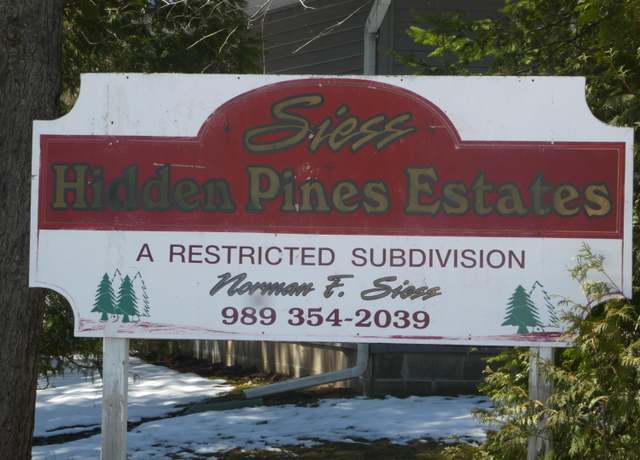 Siess
Hidden Pines Estates
A RESTRICTED SUBDIVISION
Norman F. Siess
989 354-2039